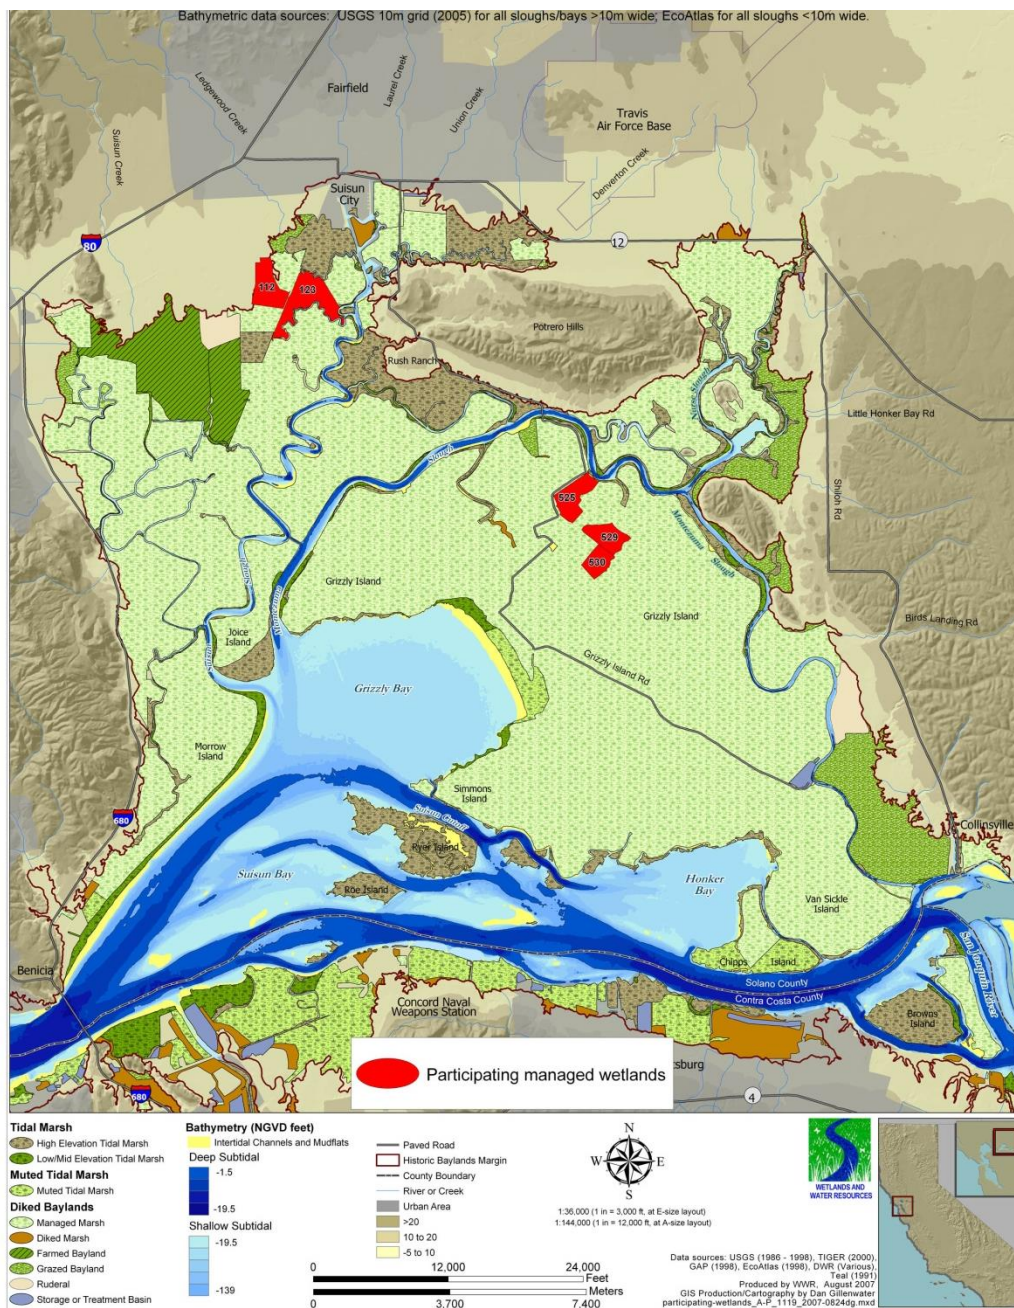 Bathymetric data sources: USGS 10m grid (2005) for all sloughs/bays >10m wide; EcoAtlas for all sloughs <10m wide.
Fairfield
Ledgewood Creek
Laurel Creek
Union Creek
Suisun Creek
Travis
Air Force Base
Denverton Creek
Suisun
City
80
12
112
123
Potrero Hills
Rush Ranch
Nurse Slough
Little Honker Bay Rd
Slough
Shiloh Rd
525
529
530
Montezuma Slough
Grizzly Island
Grizzly Island
Birds Landing Rd
Slough
Montezuma
Suisun
Joice
Island
Grizzly Island Rd
Grizzly Bay
Morrow
Island
Simmons
Island
680
Suisun Cutoff
Collinsville
Ryer Island
Suisun Bay
Roe Island
Honker
Bay
Van Sickle
Island
Chipps Island
San Joaquin River
Benicia
Solano County
Contra Costa County
Concord Naval
Weapons Station
Browns
Island
Participating managed wetlands
sburg
680
4
Tidal Marsh
High Elevation Tidal Marsh
Low/Mid Elevation Tidal Marsh
Muted Tidal Marsh
Muted Tidal Marsh
Diked Baylands
Managed Marsh
Diked Marsh
Farmed Bayland
Grazed Bayland
Ruderal
Storage or Treatment Basin
Bathymetry (NGVD feet)
Intertidal Channels and Mudflats
Deep Subtidal
-1.5
-19.5
Shallow Subtidal
-19.5
-139
Paved Road
Historic Baylands Margin
County Boundary
River or Creek
Urban Area
>20
10 to 20
-5 to 10
N
W E
S
1:36,000 (1 in = 3,000 ft, at E-size layout)
1:144,000 (1 in = 12,000 ft, at A-size layout)
0 12,000 24,000
Feet
Meters
0 3,700 7,400
WETLANDS AND
WATER RESOURCES
Data sources: USGS (1986 - 1998), TIGER (2000),
GAP (1998), EcoAtlas (1998), DWR (Various),
Teal (1991)
Produced by WWR, August 2007
GIS Production/Cartography by Dan Gillenwater
participating-wetlands_A-P_1119_2007-0824dg.mxd